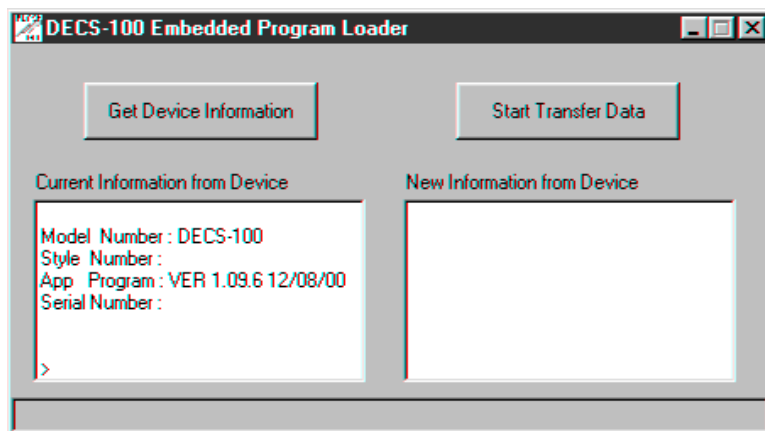 DECS-100 Embedded Program Loader
Get Device Information
Start Transfer Data
Current Information from Device
New Information from Device
Model Number : DECS-100
Style Number :
App Program : VER 1.09.6 12/08/00
Serial Number :
>